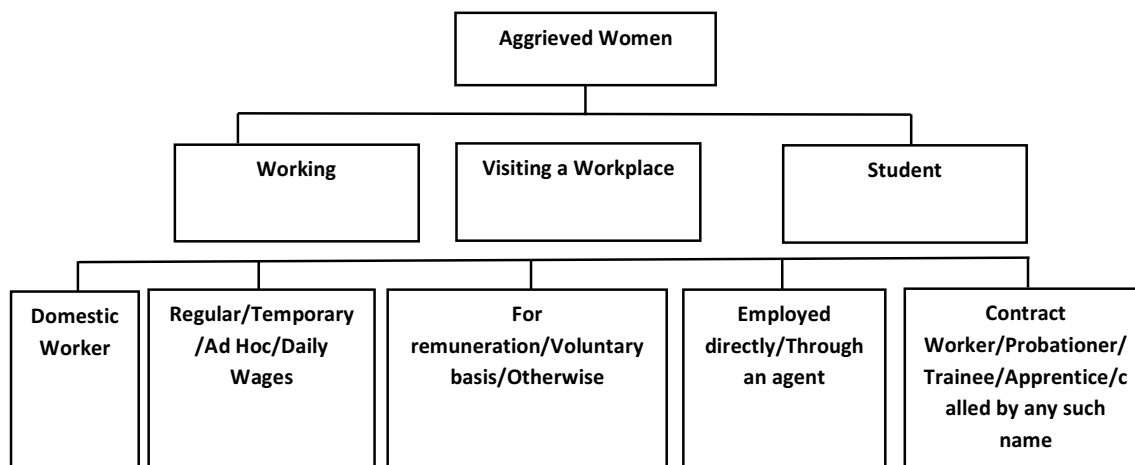 Aggrieved Women
Working
Visiting a Workplace
Student
Domestic
Worker
Regular/Temporary
/Ad Hoc/Daily
Wages
For
remuneration/Voluntary
basis/Otherwise
Employed
directly/Through
an agent
Contract
Worker/Probationer/
Trainee/Apprentice/c
alled by any such
name